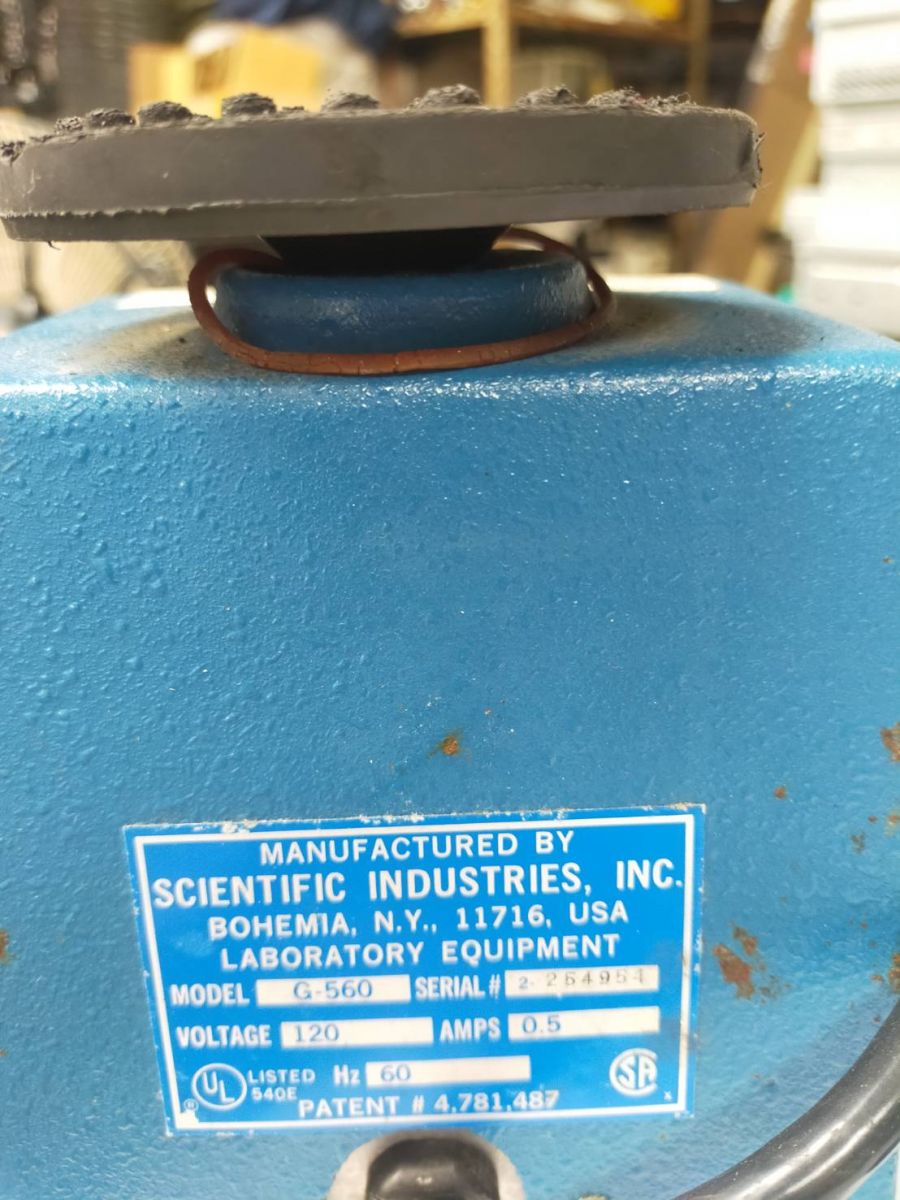 MANUFACTURED BY
SCIENTIFIC INDUSTRIES, INC.
BOHEMIA, N.Y., 11716, USA
LABORATORY EQUIPMENT
MODEL G-560 SERIAL # 2-254954
VOLTAGE 120 AMPS 0.5
UL ® LISTED 540E Hz 60 SA
PATENT # 4,781,487